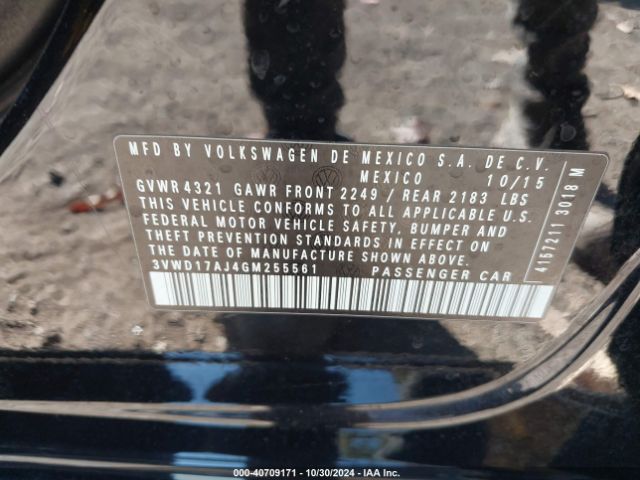 MFD BY VOLKSWAGEN DE MEXICO S.A. DE C.V.
MEXICO 10/15
GVWR 4321 GAWR FRONT 2249 / REAR 2183 LBS
THIS VEHICLE CONFORMS TO ALL APPLICABLE U.S.
FEDERAL MOTOR VEHICLE SAFETY, BUMPER AND
THEFT PREVENTION STANDARDS IN EFFECT ON
THE DATE OF MANUFACTURE SHOWN ABOVE.
3VWD17AJ4GM255561 PASSENGER CAR
4157211 3018 M
000-40709171 - 10/30/2024 - IAA Inc.